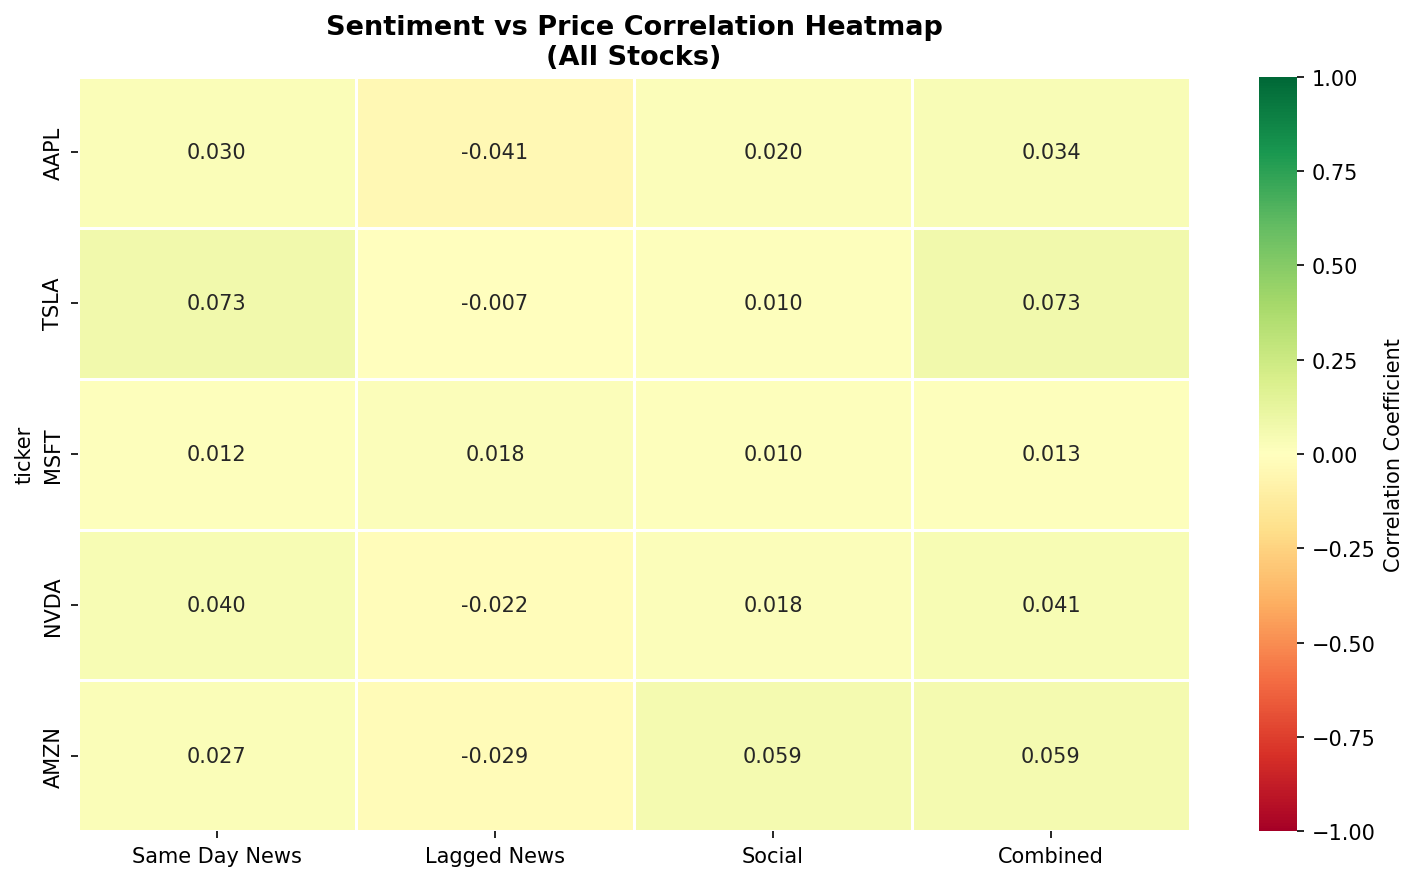 Sentiment vs Price Correlation Heatmap
(All Stocks)
ticker
AAPL 0.030 -0.041 0.020 0.034
TSLA 0.073 -0.007 0.010 0.073
MSFT 0.012 0.018 0.010 0.013
NVDA 0.040 -0.022 0.018 0.041
AMZN 0.027 -0.029 0.059 0.059
Same Day News Lagged News Social Combined
1.00
0.75
0.50
0.25
0.00
−0.25
−0.50
−0.75
−1.00
Correlation Coefficient